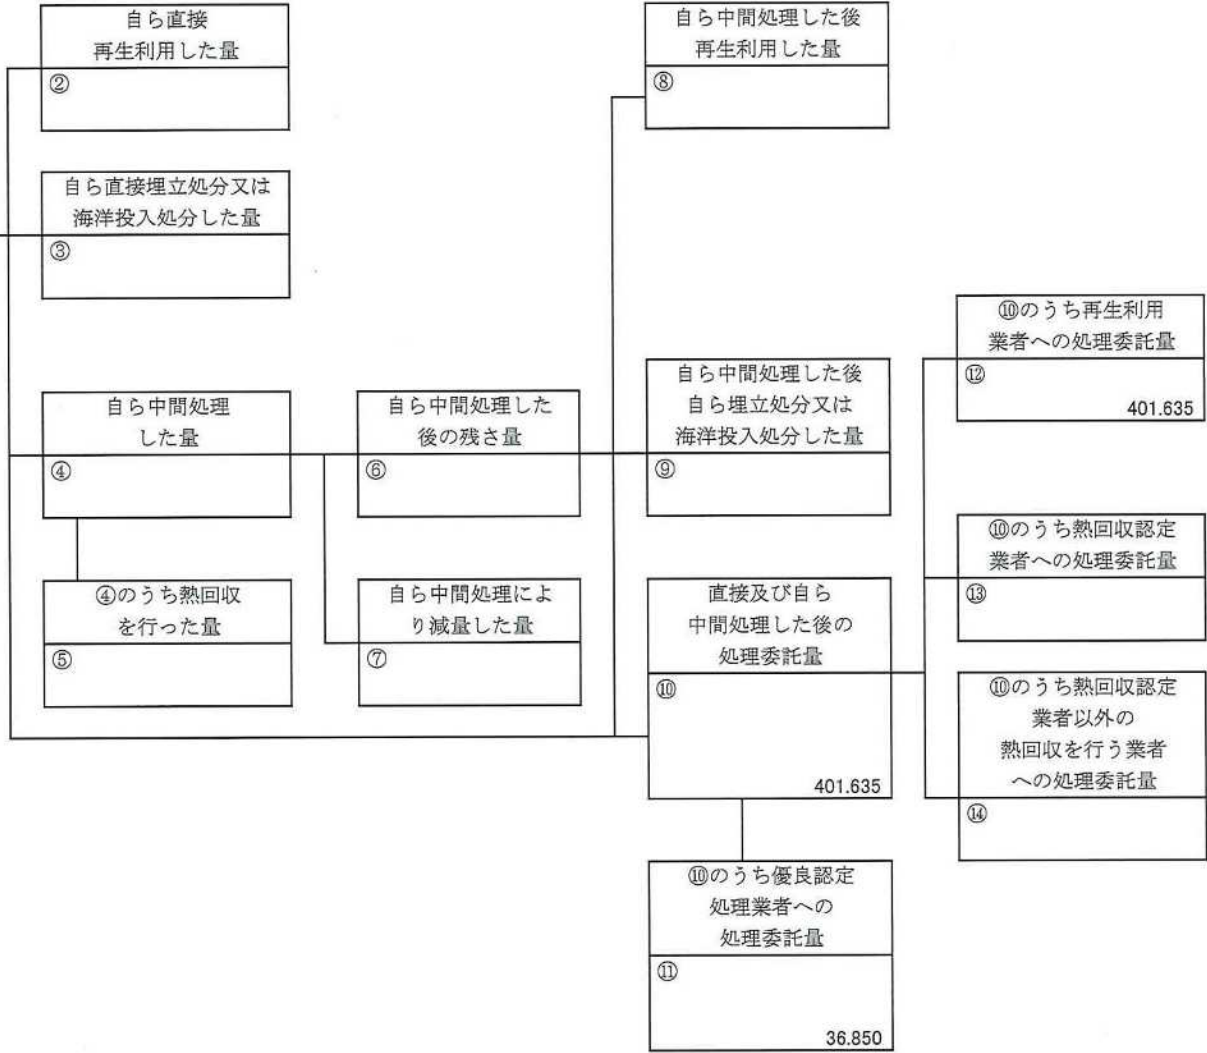 自ら直接
再生利用した量
②
自ら中間処理した後
再生利用した量
⑧
自ら直接埋立処分又は
海洋投入処分した量
③
⑩のうち再生利用
業者への処理委託量
⑫
401.635
自ら中間処理
した量
④
自ら中間処理した
後の残さ量
⑥
自ら中間処理した後
自ら埋立処分又は
海洋投入処分した量
⑨
⑩のうち熱回収認定
業者への処理委託量
⑬
④のうち熱回収
を行った量
⑤
自ら中間処理によ
り減量した量
⑦
直接及び自ら
中間処理した後の
処理委託量
⑩
401.635
⑩のうち熱回収認定
業者以外の
熱回収を行う業者
への処理委託量
⑭
⑩のうち優良認定
処理業者への
処理委託量
⑪
36.850